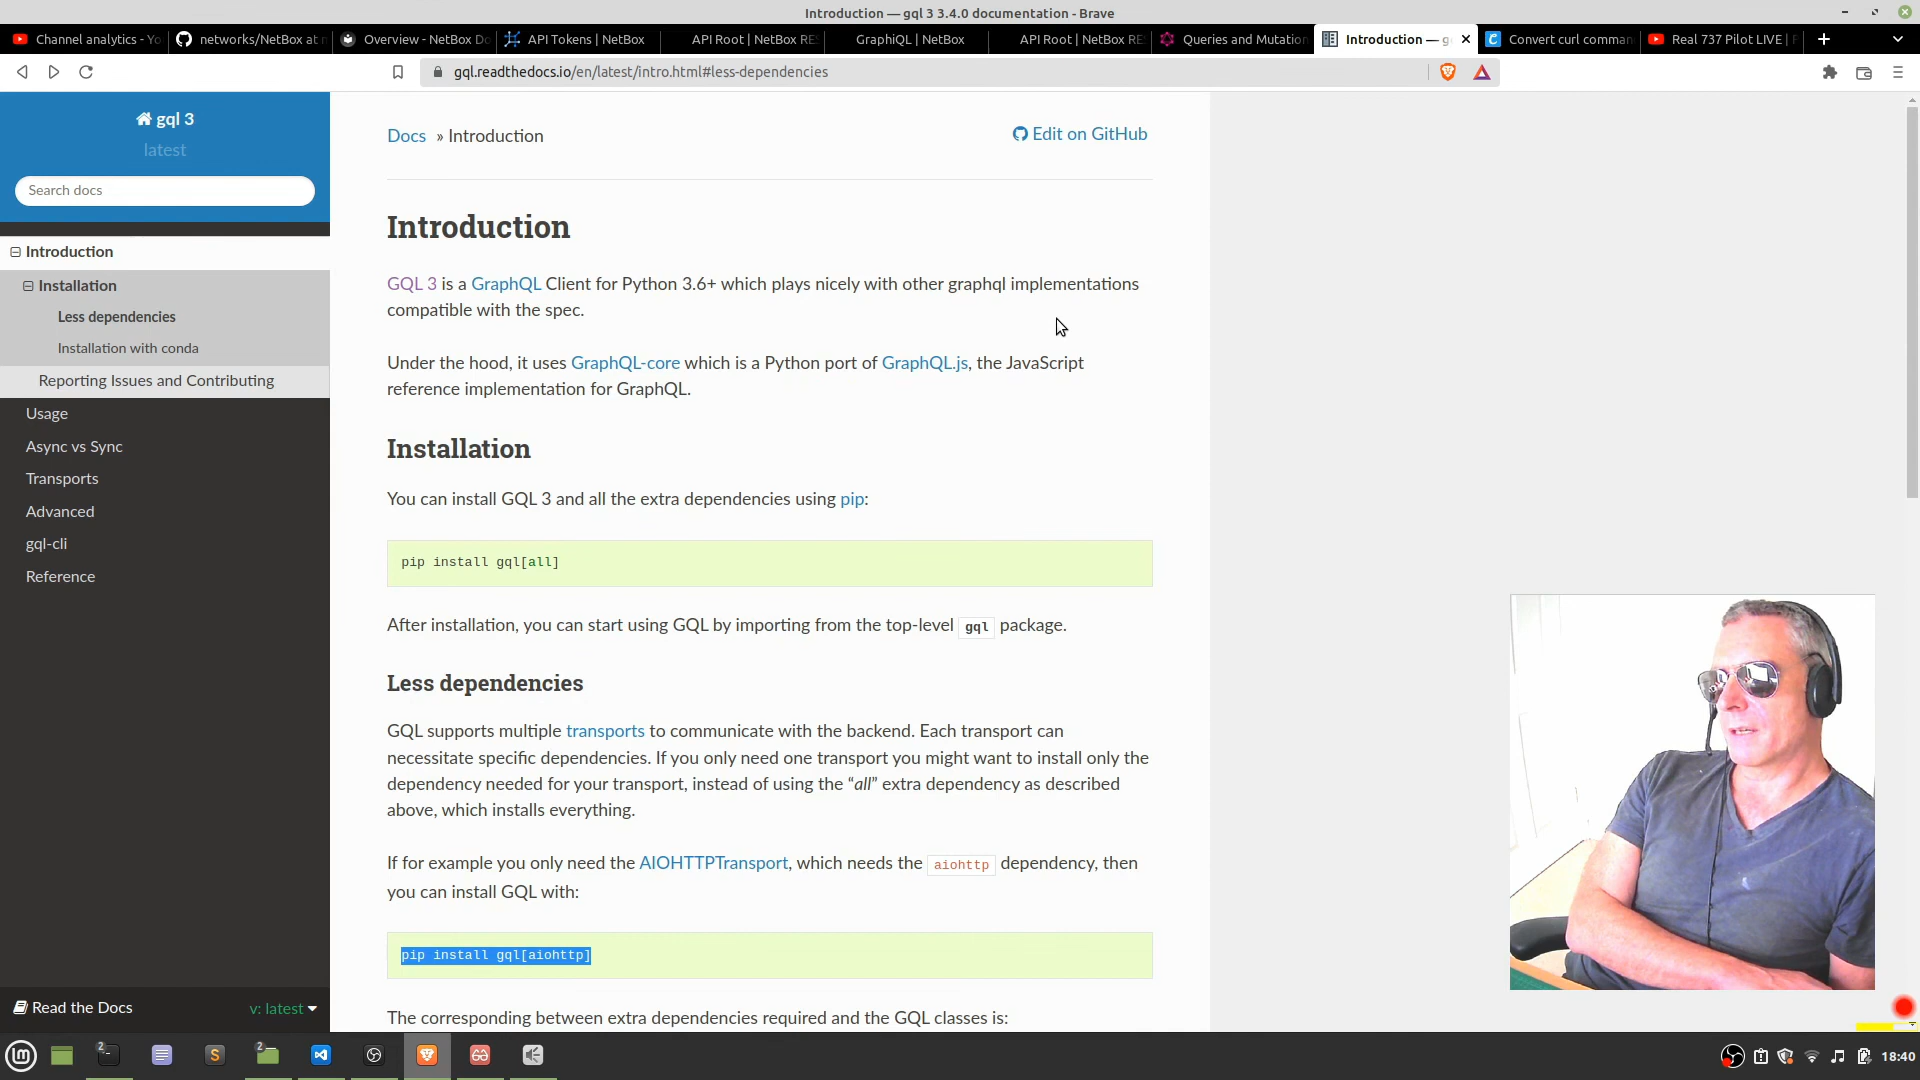 Introduction — gql 3 3.4.0 documentation - Brave
Channel analytics - Yo
networks/NetBox at
Overview - NetBox Do
API Tokens | NetBox
API Root | NetBox RES
GraphiQL | NetBox
API Root | NetBox RES
Queries and Mutation
Introduction — g
Convert curl comman
Real 737 Pilot LIVE |
gql.readthedocs.io/en/latest/intro.html#less-dependencies
gql 3
latest
Search docs
Introduction
Installation
Less dependencies
Installation with conda
Reporting Issues and Contributing
Usage
Async vs Sync
Transports
Advanced
gql-cli
Reference
Read the Docs
v: latest
Docs » Introduction
Edit on GitHub
Introduction
GQL 3 is a GraphQL Client for Python 3.6+ which plays nicely with other graphql implementations
compatible with the spec.
Under the hood, it uses GraphQL-core which is a Python port of GraphQL.js, the JavaScript
reference implementation for GraphQL.
Installation
You can install GQL 3 and all the extra dependencies using pip:
pip install gql[all]
After installation, you can start using GQL by importing from the top-level gql package.
Less dependencies
GQL supports multiple transports to communicate with the backend. Each transport can
necessitate specific dependencies. If you only need one transport you might want to install only the
dependency needed for your transport, instead of using the “all” extra dependency as described
above, which installs everything.
If for example you only need the AIOHTTPTransport, which needs the aiohttp dependency, then
you can install GQL with:
pip install gql[aiohttp]
The corresponding between extra dependencies required and the GQL classes is:
2
2
18:40